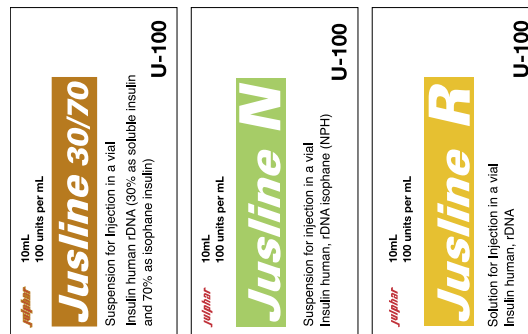 julphar
10mL
100 units per mL
Jusline 30/70
Suspension for Injection in a vial
Insulin human rDNA (30% as soluble insulin
and 70% as isophane insulin)
U-100
julphar
10mL
100 units per mL
Jusline N
Suspension for injection in a vial
Insulin human, rDNA isophane (NPH)
U-100
julphar
10mL
100 units per mL
Jusline R
Solution for Injection in a vial
Insulin human, rDNA
U-100